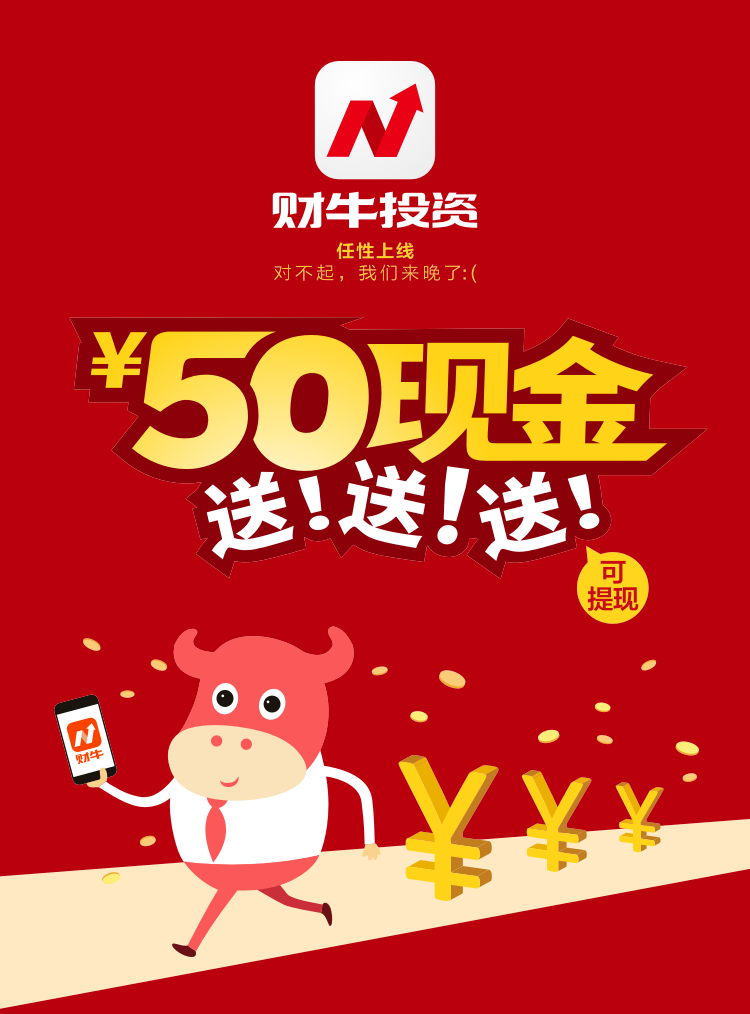 财牛投资
任性上线
对不起，我们来晚了:(
¥50现金
送!送!送!
可
提现
财牛
¥ ¥ ¥